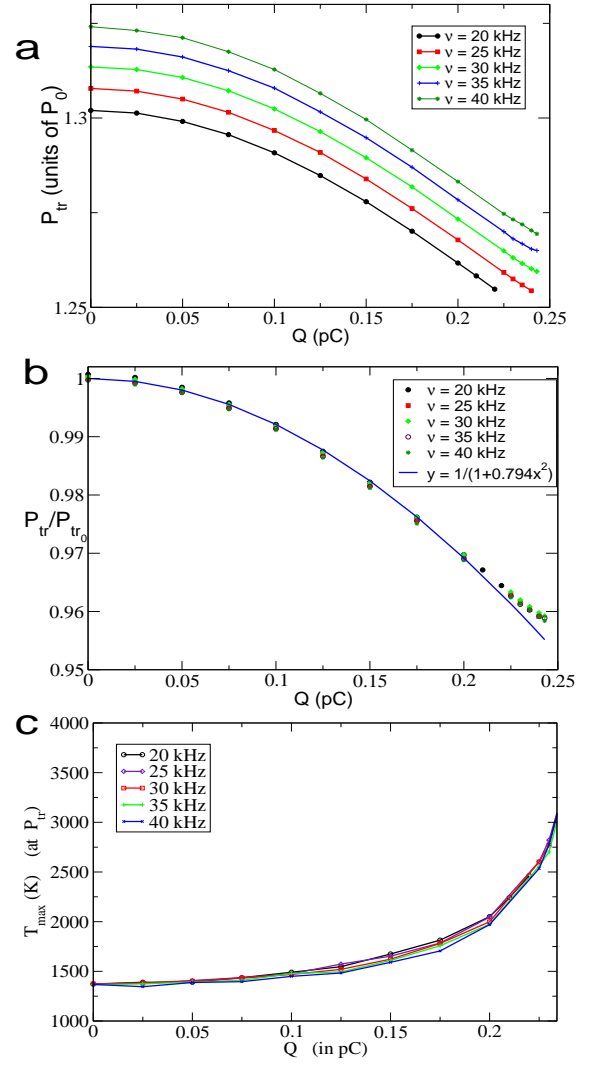 a
P_tr (units of P_0)
1.3
1.25
ν = 20 kHz
ν = 25 kHz
ν = 30 kHz
ν = 35 kHz
ν = 40 kHz
0 0.05 0.1 0.15 0.2 0.25
Q (pC)
b
P_tr/P_tr_0
1
0.99
0.98
0.97
0.96
0.95
ν = 20 kHz
ν = 25 kHz
ν = 30 kHz
ν = 35 kHz
ν = 40 kHz
y = 1/(1+0.794x²)
0 0.05 0.1 0.15 0.2 0.25
Q (pC)
c
T_max (K) (at P_tr)
4000
3500
3000
2500
2000
1500
1000
20 kHz
25 kHz
30 kHz
35 kHz
40 kHz
0 0.05 0.1 0.15 0.2
Q (in pC)